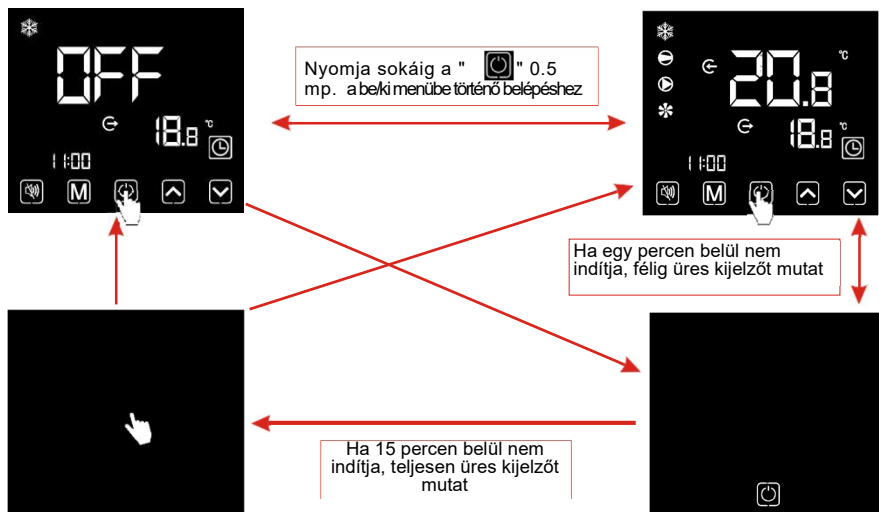 OFF
18.8 °C
11:00
M
Nyomja sokáig a " " 0.5
mp. a be/ki menübe történő belépéshez
20.8 °C
18.8 °C
11:00
M
Ha egy percen belül nem
indítja, félig üres kijelzőt mutat
Ha 15 percen belül nem
indítja, teljesen üres kijelzőt
mutat